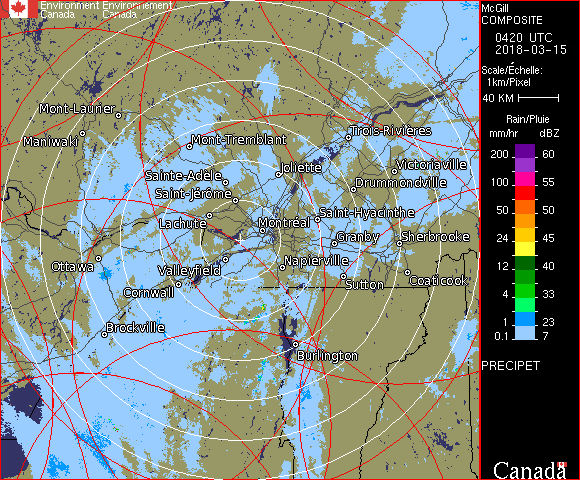 Environment Environnement
Canada Canada
McGill
COMPOSITE
0420 UTC
2018-03-15
Scale/Échelle:
1km/Pixel
40 KM
Rain/Pluie
mm/hr dBZ
200 60
100 55
50 50
24 45
12 40
4 33
1 23
0.1 7
PRECIPET
Canada
Mont-Laurier
Maniwaki
Mont-Tremblant
Trois-Rivières
Sainte-Adèle
Joliette
Victoriaville
Saint-Jérôme
Drummondville
Lachute
Saint-Hyacinthe
Montréal
Granby
Sherbrooke
Ottawa
Valleyfield
Napierville
Cornwall
Sutton
Coaticook
Brockville
Burlington